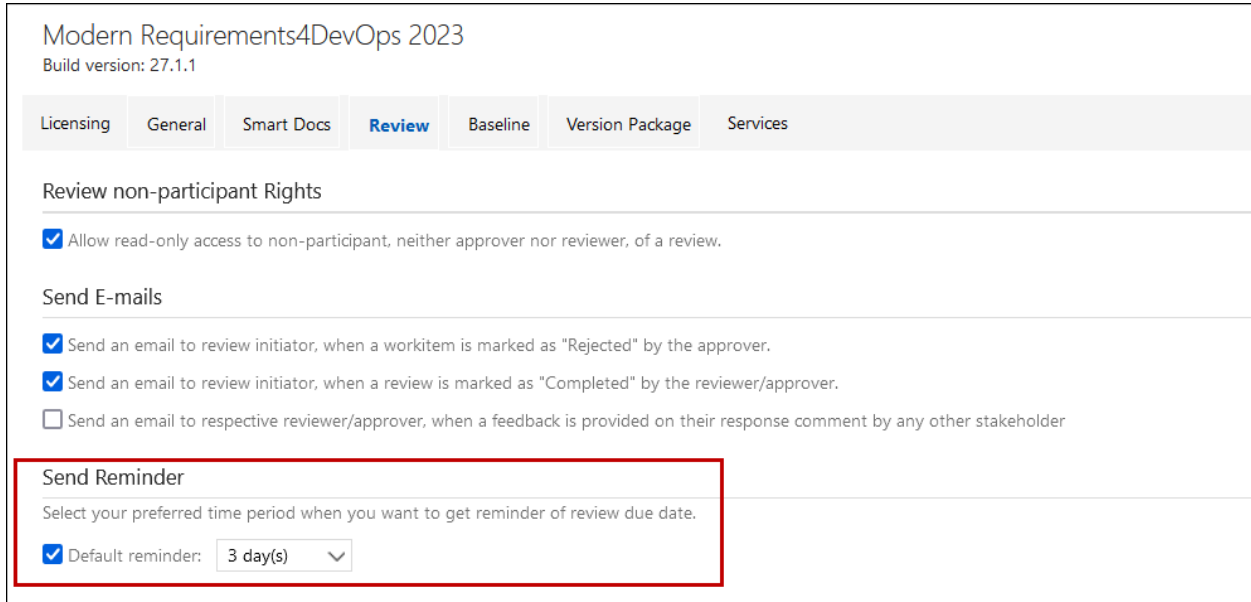 Modern Requirements4DevOps 2023
Build version: 27.1.1
Licensing General Smart Docs Review Baseline Version Package Services
Review non-participant Rights
Allow read-only access to non-participant, neither approver nor reviewer, of a review.
Send E-mails
Send an email to review initiator, when a workitem is marked as "Rejected" by the approver.
Send an email to review initiator, when a review is marked as "Completed" by the reviewer/approver.
Send an email to respective reviewer/approver, when a feedback is provided on their response comment by any other stakeholder
Send Reminder
Select your preferred time period when you want to get reminder of review due date.
Default reminder: 3 day(s)